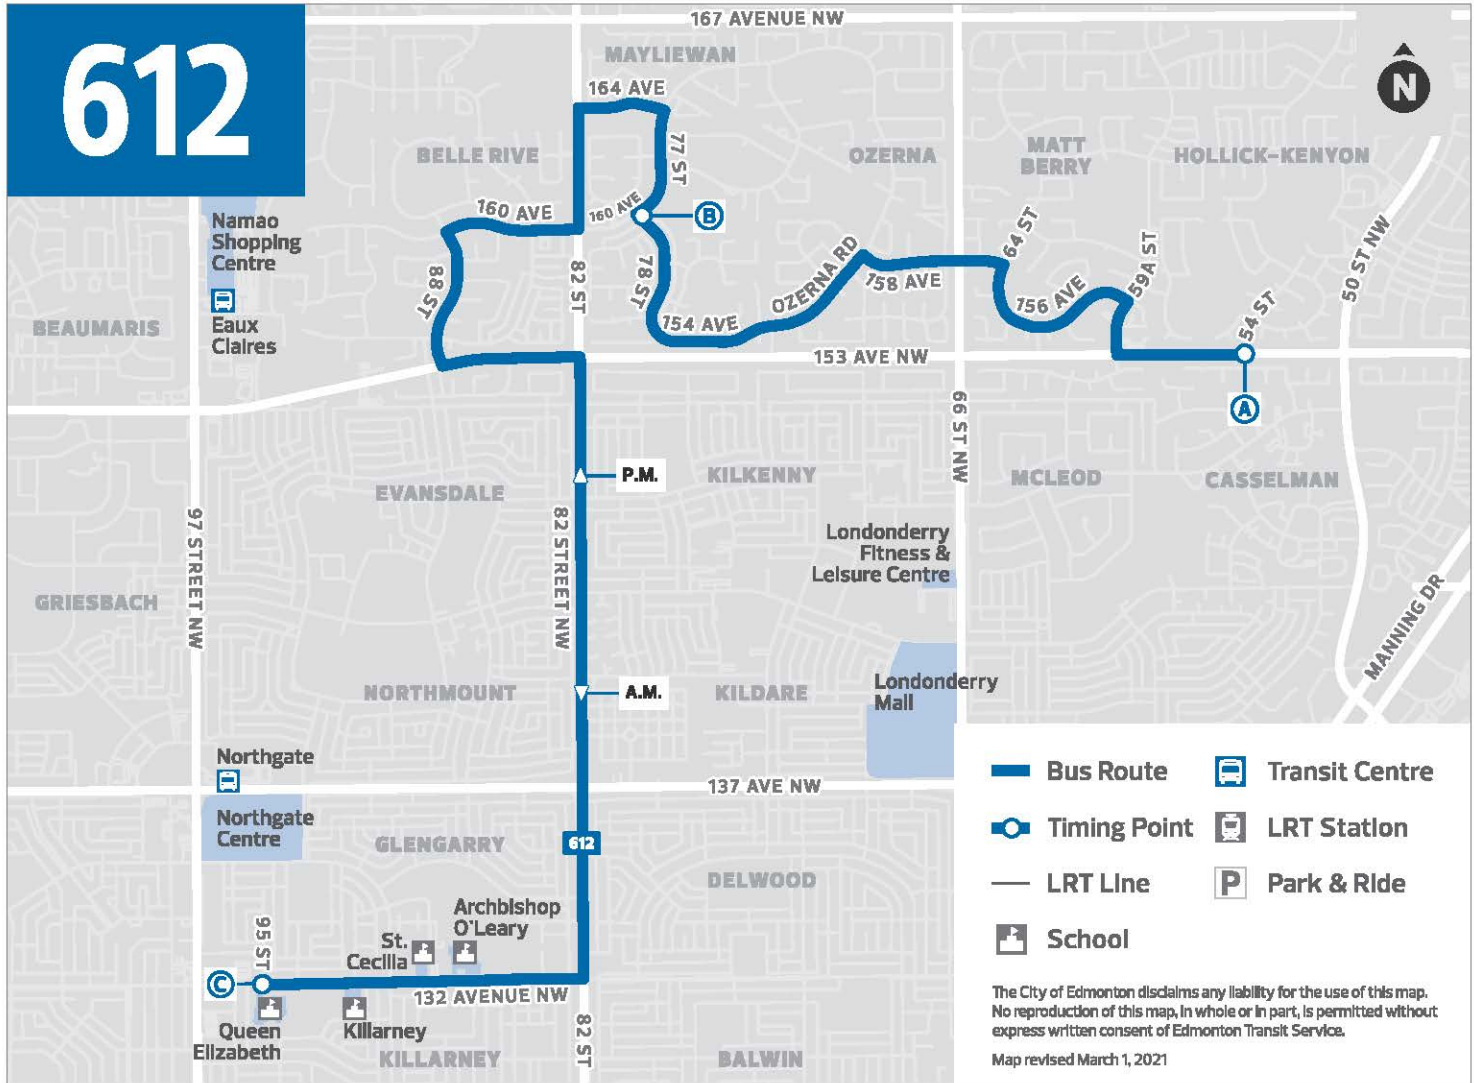 612
167 AVENUE NW
MAYLIEWAN
164 AVE
N
77 ST
BELLE RIVE
OZERNA
MATT
BERRY
HOLLICK-KENYON
160 AVE
160 AVE
B
Namao
Shopping
Centre
64 ST
59A ST
50 ST NW
88 ST
82 ST
78 ST
OZERNA RD
158 AVE
156 AVE
54 ST
BEAUMARIS
Eaux
Claires
154 AVE
153 AVE NW
A
66 ST NW
P.M.
KILKENNY
MCLEOD
CASSELMAN
EVANSDALE
97 STREET NW
82 STREET NW
Londonderry
Fitness &
Leisure Centre
GRIESBACH
MANNING DR
NORTHMOUNT
A.M.
KILDARE
Londonderry
Mall
Northgate
137 AVE NW
Northgate
Centre
GLENGARRY
612
DELWOOD
Archbishop
O'Leary
95 ST
St.
Cecilia
C
132 AVENUE NW
Queen
Elizabeth
Killarney
KILLARNEY
82 ST
BALWIN
Bus Route
Transit Centre
Timing Point
LRT Station
LRT Line
P
Park & Ride
School
The City of Edmonton disclaims any liability for the use of this map.
No reproduction of this map, in whole or in part, is permitted without
express written consent of Edmonton Transit Service.
Map revised March 1, 2021